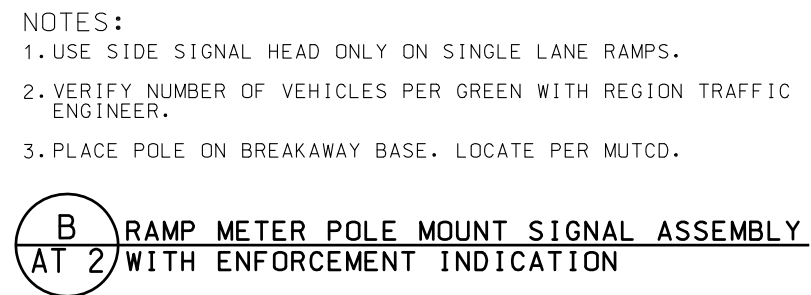 NOTES:
1. USE SIDE SIGNAL HEAD ONLY ON SINGLE LANE RAMPS.
2. VERIFY NUMBER OF VEHICLES PER GREEN WITH REGION TRAFFIC
ENGINEER.
3. PLACE POLE ON BREAKAWAY BASE. LOCATE PER MUTCD.
B
AT 2
RAMP METER POLE MOUNT SIGNAL ASSEMBLY
WITH ENFORCEMENT INDICATION